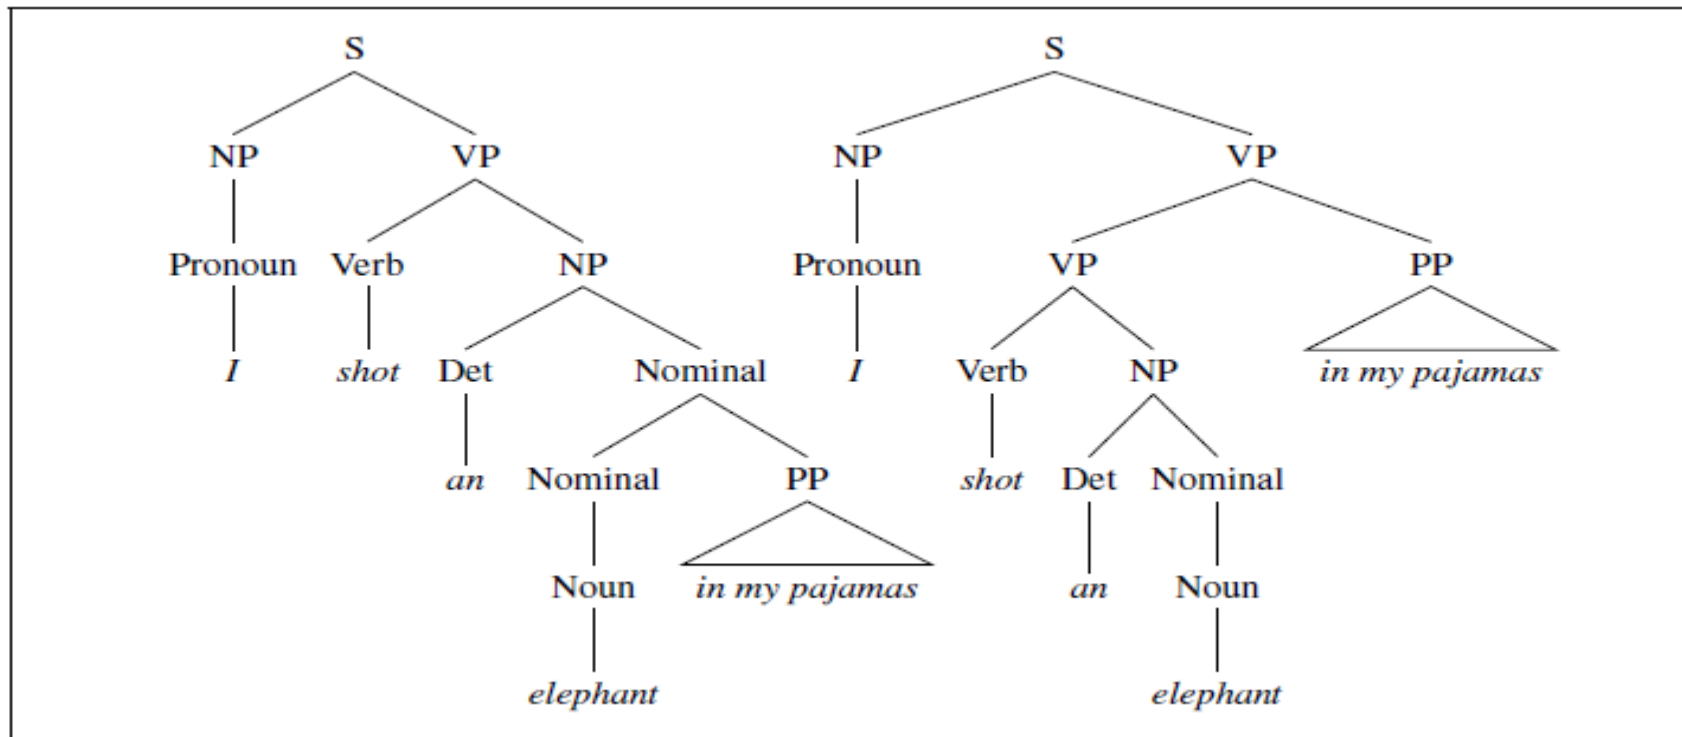 S S
NP VP NP VP
Pronoun Verb NP Pronoun VP PP
I shot Det Nominal I Verb NP in my pajamas
an Nominal PP shot Det Nominal
Noun in my pajamas an Noun
elephant elephant